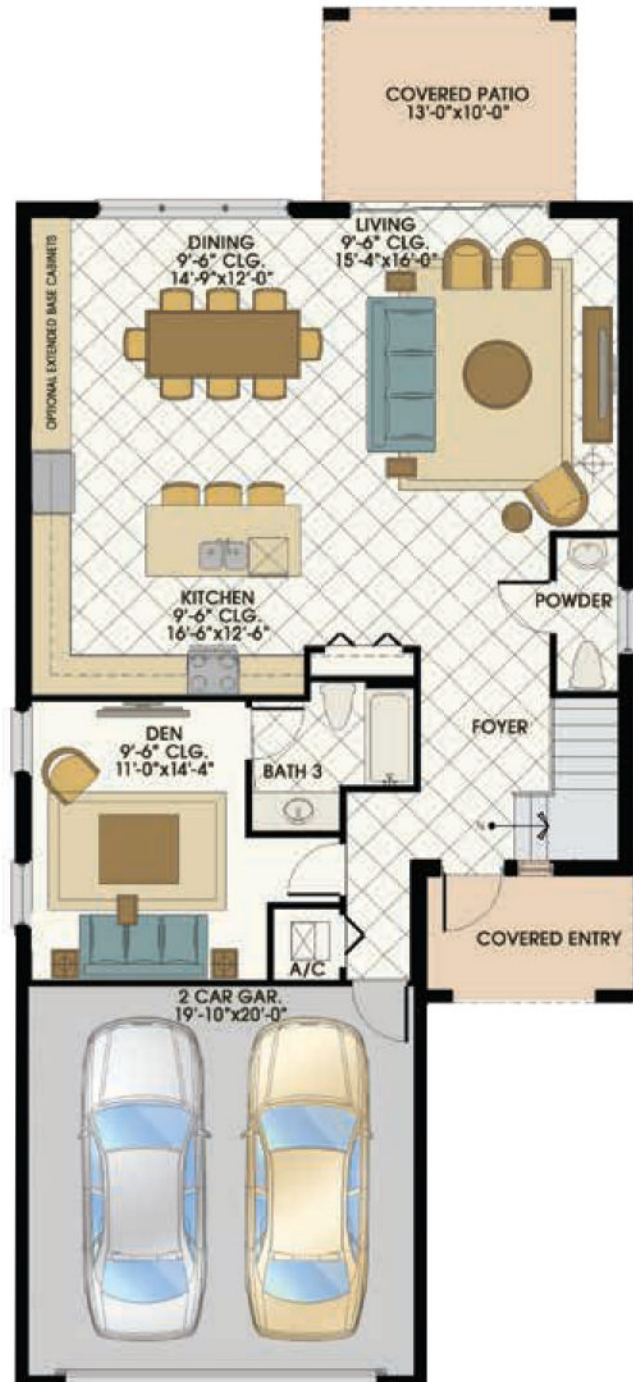 COVERED PATIO
13'-0"x10'-0"
DINING
9'-6" CLG.
14'-9"x12'-0"
LIVING
9'-6" CLG.
15'-4"x16'-0"
OPTIONAL EXTENDED BASE CABINETS
KITCHEN
9'-6" CLG.
16'-6"x12'-6"
POWDER
DEN
9'-6" CLG.
11'-0"x14'-4"
BATH 3
FOYER
COVERED ENTRY
A/C
2 CAR GAR.
19'-10"x20'-0"